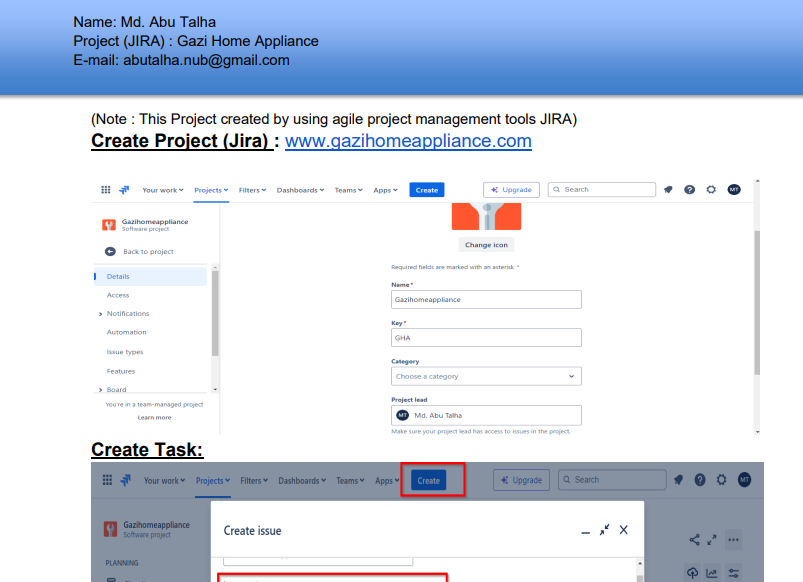 Name: Md. Abu Talha
Project (JIRA) : Gazi Home Appliance
E-mail: abutalha.nub@gmail.com
(Note : This Project created by using agile project management tools JIRA)
Create Project (Jira) : www.gazihomeappliance.com
Your work Projects Filters Dashboards Teams Apps Create Upgrade Search MT
Gazihomeappliance
Software project
Back to project
Details
Access
Notifications
Automation
Issue types
Features
Board
You're in a team-managed project
Learn more
Change icon
Required fields are marked with an asterisk *
Name *
Gazihomeappliance
Key *
GHA
Category
Choose a category
Project lead
MT Md. Abu Talha
Make sure your project lead has access to issues in the project.
Create Task:
Your work Projects Filters Dashboards Teams Apps Create Upgrade Search MT
Gazihomeappliance
Software project
PLANNING
Create issue